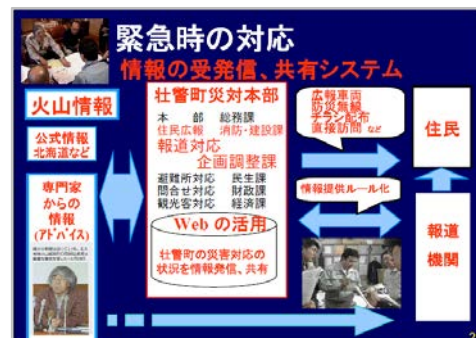 緊急時の対応
情報の受発信、共有システム
火山情報
公式情報
北海道など
専門家
からの
情報
(アドバイス)
壮瞥町災対本部
本　部　総務課
住民広報　消防・建設課
報道対応
企画調整課
避難所対応　民生課
問合せ対応　財政課
観光客対応　経済課
Webの活用
壮瞥町の災害対応の
状況を情報発信、共有
広報車両
防災無線
チラシ配布
直接訪問 など
情報提供ルール化
住民
報道
機関
2